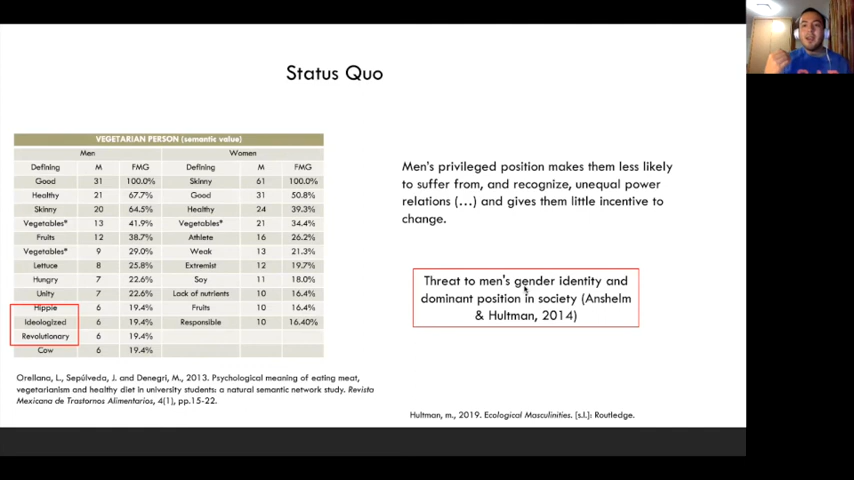 Status Quo
VEGETARIAN PERSON (semantic value)
Men Women
Defining M FMG Defining M FMG
Good 31 100.0% Skinny 61 100.0%
Healthy 21 67.7% Good 31 50.8%
Skinny 20 64.5% Healthy 24 39.3%
Vegetables* 13 41.9% Vegetables* 21 34.4%
Fruits 12 38.7% Athlete 16 26.2%
Vegetables* 9 29.0% Weak 13 21.3%
Lettuce 8 25.8% Extremist 12 19.7%
Hungry 7 22.6% Soy 11 18.0%
Unity 7 22.6% Lack of nutrients 10 16.4%
Hippie 6 19.4% Fruits 10 16.4%
Ideologized 6 19.4% Responsible 10 16.40%
Revolutionary 6 19.4%
Cow 6 19.4%
Orellana, L., Sepúlveda, J. and Denegri, M., 2013. Psychological meaning of eating meat,
vegetarianism and healthy diet in university students: a natural semantic network study. Revista
Mexicana de Trastornos Alimentarios, 4(1), pp.15-22.
Men's privileged position makes them less likely
to suffer from, and recognize, unequal power
relations (...) and gives them little incentive to
change.
Threat to men's gender identity and
dominant position in society (Anshelm
& Hultman, 2014)
Hultman, m., 2019. Ecological Masculinities. [s.l.]: Routledge.